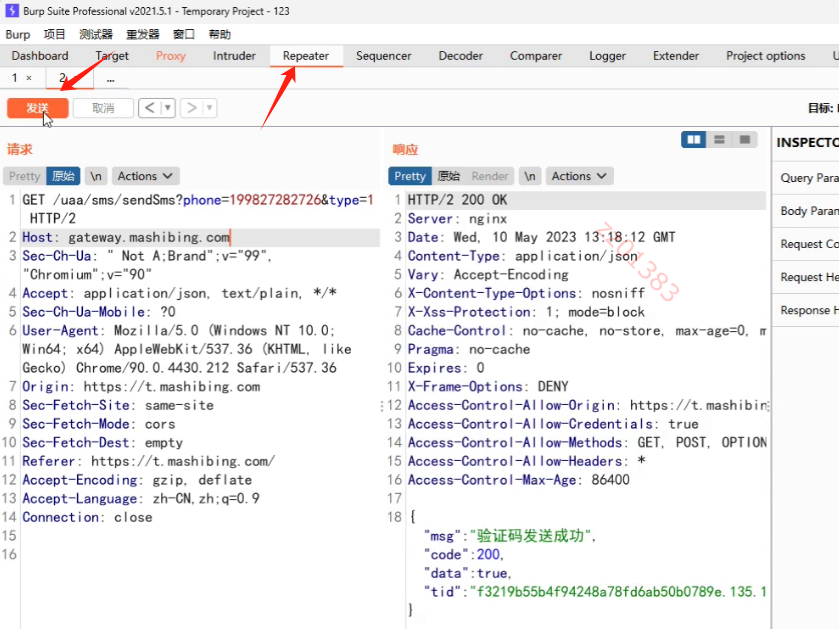 Burp Suite Professional v2021.5.1 - Temporary Project - 123
Burp 项目 测试器 重发器 窗口 帮助
Dashboard Target Proxy Intruder Repeater Sequencer Decoder Comparer Logger Extender Project options U
1 × 2 ...
发送 取消 < ▼ > ▼ 目标:
请求
Pretty 原始 \n Actions
1 GET /uaa/sms/sendSms?phone=199827282726&type=1
HTTP/2
2 Host: gateway.mashibing.com
3 Sec-Ch-Ua: " Not A;Brand";v="99",
"Chromium";v="90"
4 Accept: application/json, text/plain, */*
5 Sec-Ch-Ua-Mobile: ?0
6 User-Agent: Mozilla/5.0 (Windows NT 10.0;
Win64; x64) AppleWebKit/537.36 (KHTML, like
Gecko) Chrome/90.0.4430.212 Safari/537.36
7 Origin: https://t.mashibing.com
8 Sec-Fetch-Site: same-site
9 Sec-Fetch-Mode: cors
10 Sec-Fetch-Dest: empty
11 Referer: https://t.mashibing.com/
12 Accept-Encoding: gzip, deflate
13 Accept-Language: zh-CN,zh;q=0.9
14 Connection: close
15
16
响应
Pretty 原始 Render \n Actions
1 HTTP/2 200 OK
2 Server: nginx
3 Date: Wed, 10 May 2023 13:18:12 GMT
4 Content-Type: application/json
5 Vary: Accept-Encoding
6 X-Content-Type-Options: nosniff
7 X-Xss-Protection: 1; mode=block
8 Cache-Control: no-cache, no-store, max-age=0, m
9 Pragma: no-cache
10 Expires: 0
11 X-Frame-Options: DENY
12 Access-Control-Allow-Origin: https://t.mashibin
13 Access-Control-Allow-Credentials: true
14 Access-Control-Allow-Methods: GET, POST, OPTION
15 Access-Control-Allow-Headers: *
16 Access-Control-Max-Age: 86400
17
18 {
"msg":"验证码发送成功",
"code":200,
"data":true,
"tid":"f3219b55b4f94248a78fd6ab50b0789e.135.1
}
INSPECTO
Query Para
Body Param
Request Co
Request He
Response H